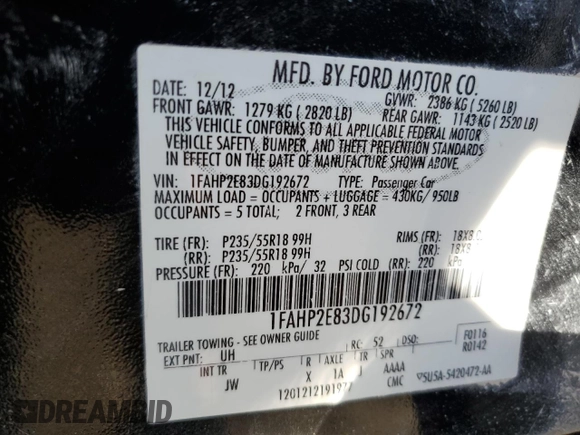 MFD. BY FORD MOTOR CO.
DATE: 12/12 GVWR: 2386 KG ( 5260 LB)
FRONT GAWR: 1279 KG ( 2820 LB) REAR GAWR: 1143 KG ( 2520 LB)
THIS VEHICLE CONFORMS TO ALL APPLICABLE FEDERAL MOTOR
VEHICLE SAFETY, BUMPER, AND THEFT PREVENTION STANDARDS
IN EFFECT ON THE DATE OF MANUFACTURE SHOWN ABOVE.
VIN: 1FAHP2E83DG192672 TYPE: Passenger Car
MAXIMUM LOAD = OCCUPANTS + LUGGAGE = 430KG/ 950LB
OCCUPANTS = 5 TOTAL; 2 FRONT, 3 REAR
TIRE (FR): P235/55R18 99H RIMS (FR): 18X8.0
(RR): P235/55R18 99H (RR): 18X8
PRESSURE (FR): 220 kPa/ 32 PSI COLD (RR): 220
1FAHP2E83DG192672
TRAILER TOWING - SEE OWNER GUIDE
EXT PNT: UH RC: 52 DSO: F0116
R0142
INT TR TP/PS R AXLE TR SPR
JW X 1A J AAAA
CMC
5U5A-5420472-AA
DREAMBID